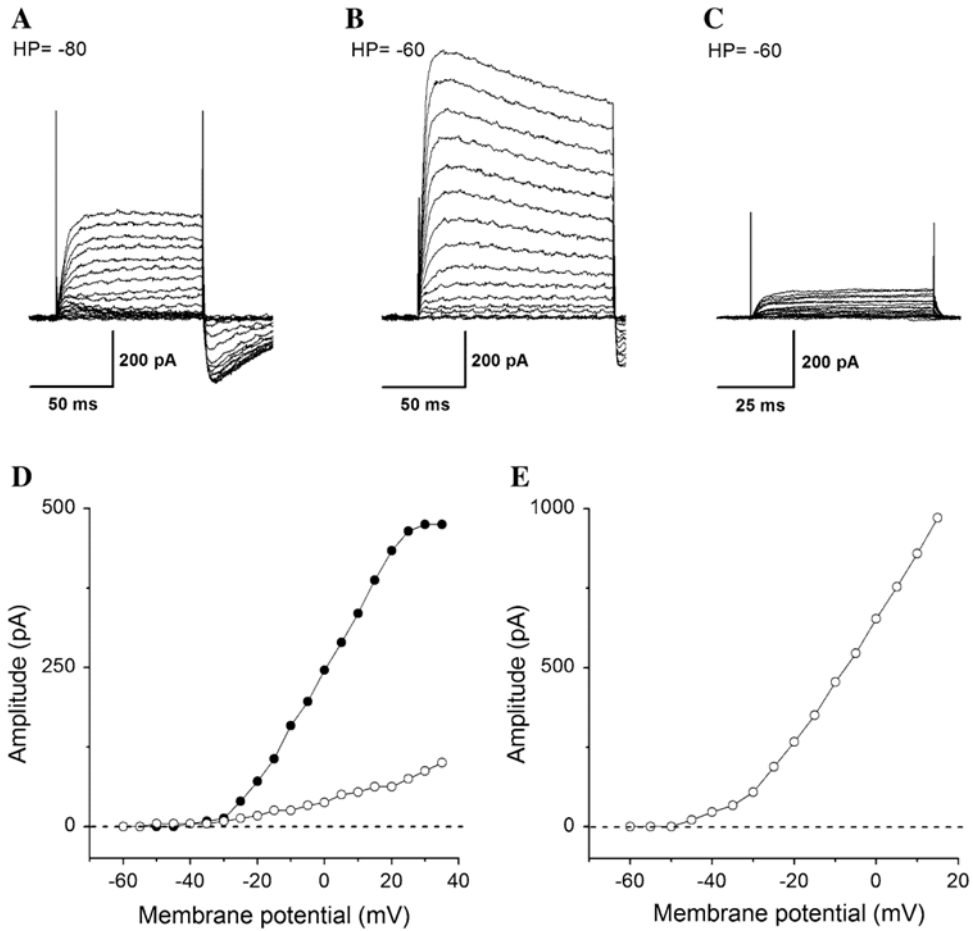 A
HP= -80
200 pA
50 ms
B
HP= -60
200 pA
50 ms
C
HP= -60
200 pA
25 ms
D
500
250
0
Amplitude (pA)
-60 -40 -20 0 20 40
Membrane potential (mV)
E
1000
500
0
Amplitude (pA)
-60 -40 -20 0 20
Membrane potential (mV)